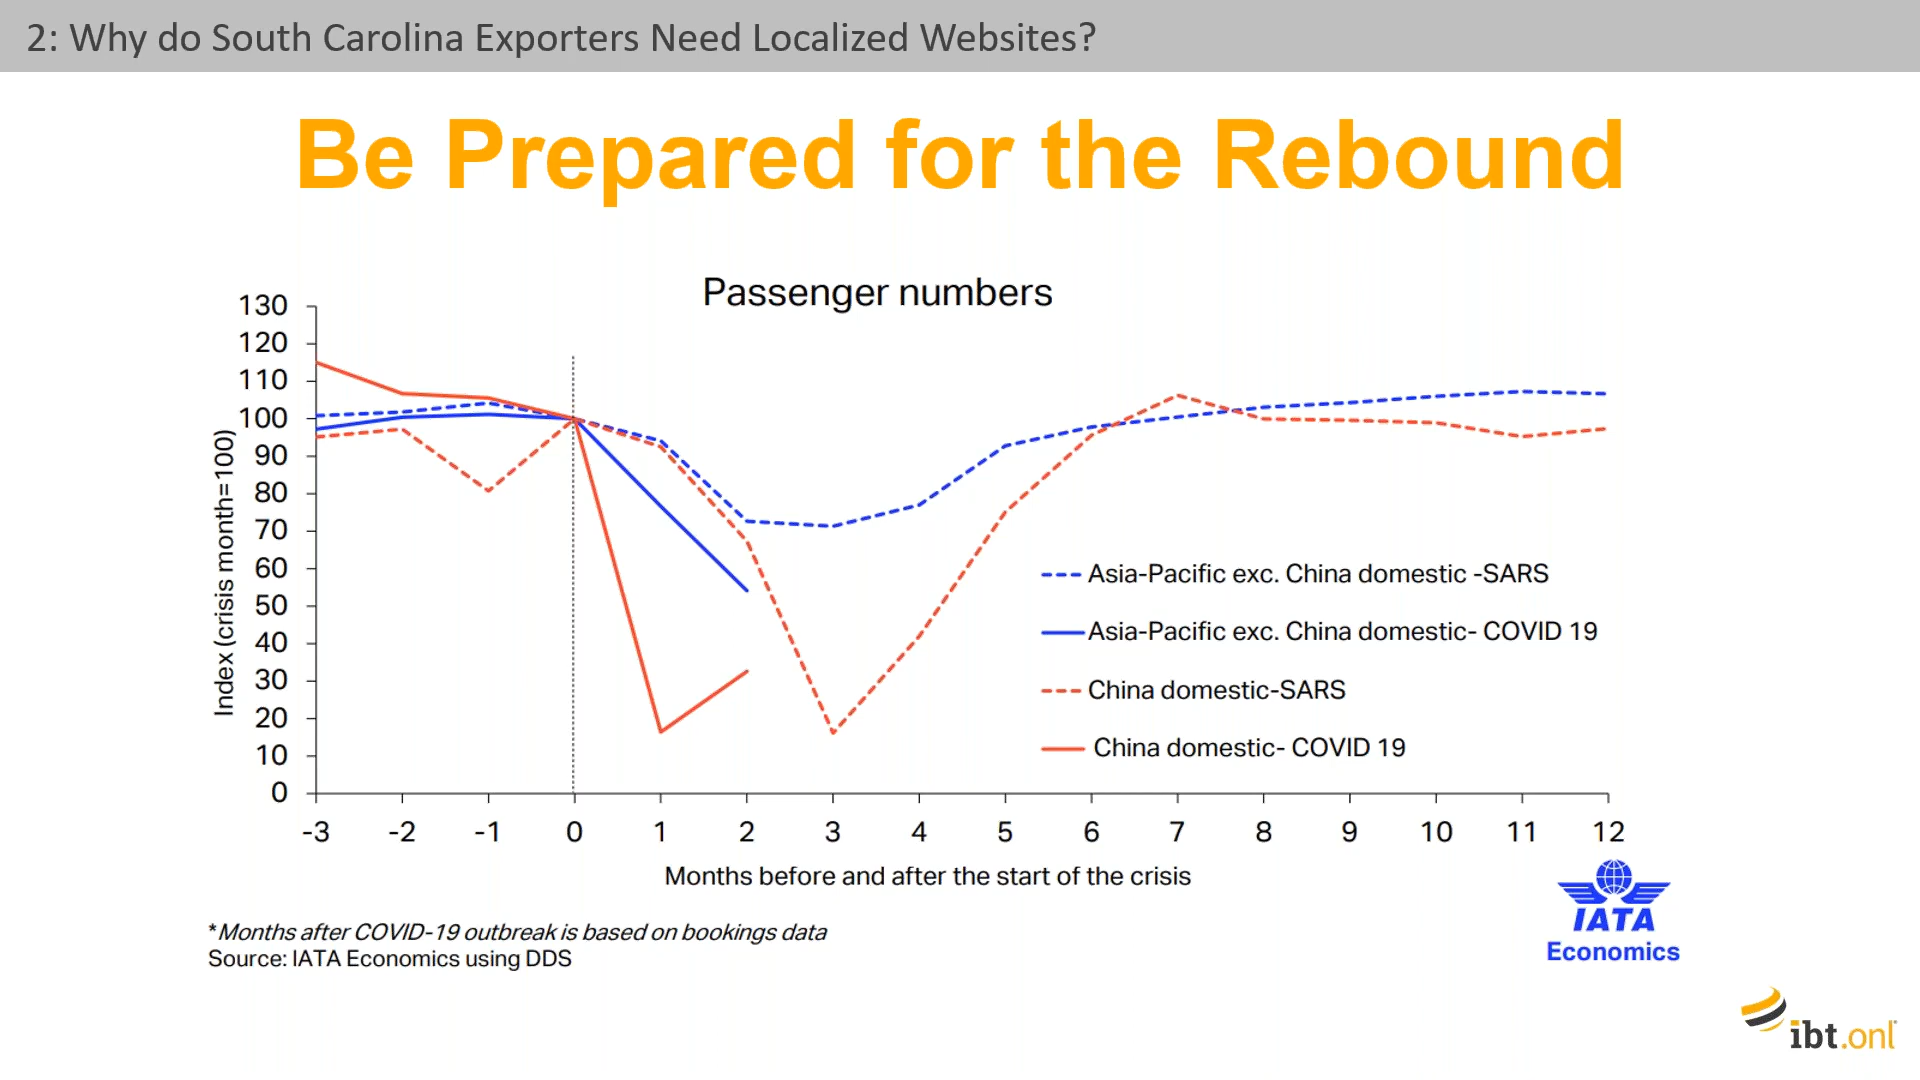 2: Why do South Carolina Exporters Need Localized Websites?
Be Prepared for the Rebound
Passenger numbers
130
120
110
100
90
80
70
60
50
40
30
20
10
0
Index (crisis month=100)
Asia-Pacific exc. China domestic -SARS
Asia-Pacific exc. China domestic- COVID 19
China domestic-SARS
China domestic- COVID 19
-3 -2 -1 0 1 2 3 4 5 6 7 8 9 10 11 12
Months before and after the start of the crisis
*Months after COVID-19 outbreak is based on bookings data
Source: IATA Economics using DDS
IATA
Economics
ibt.onl